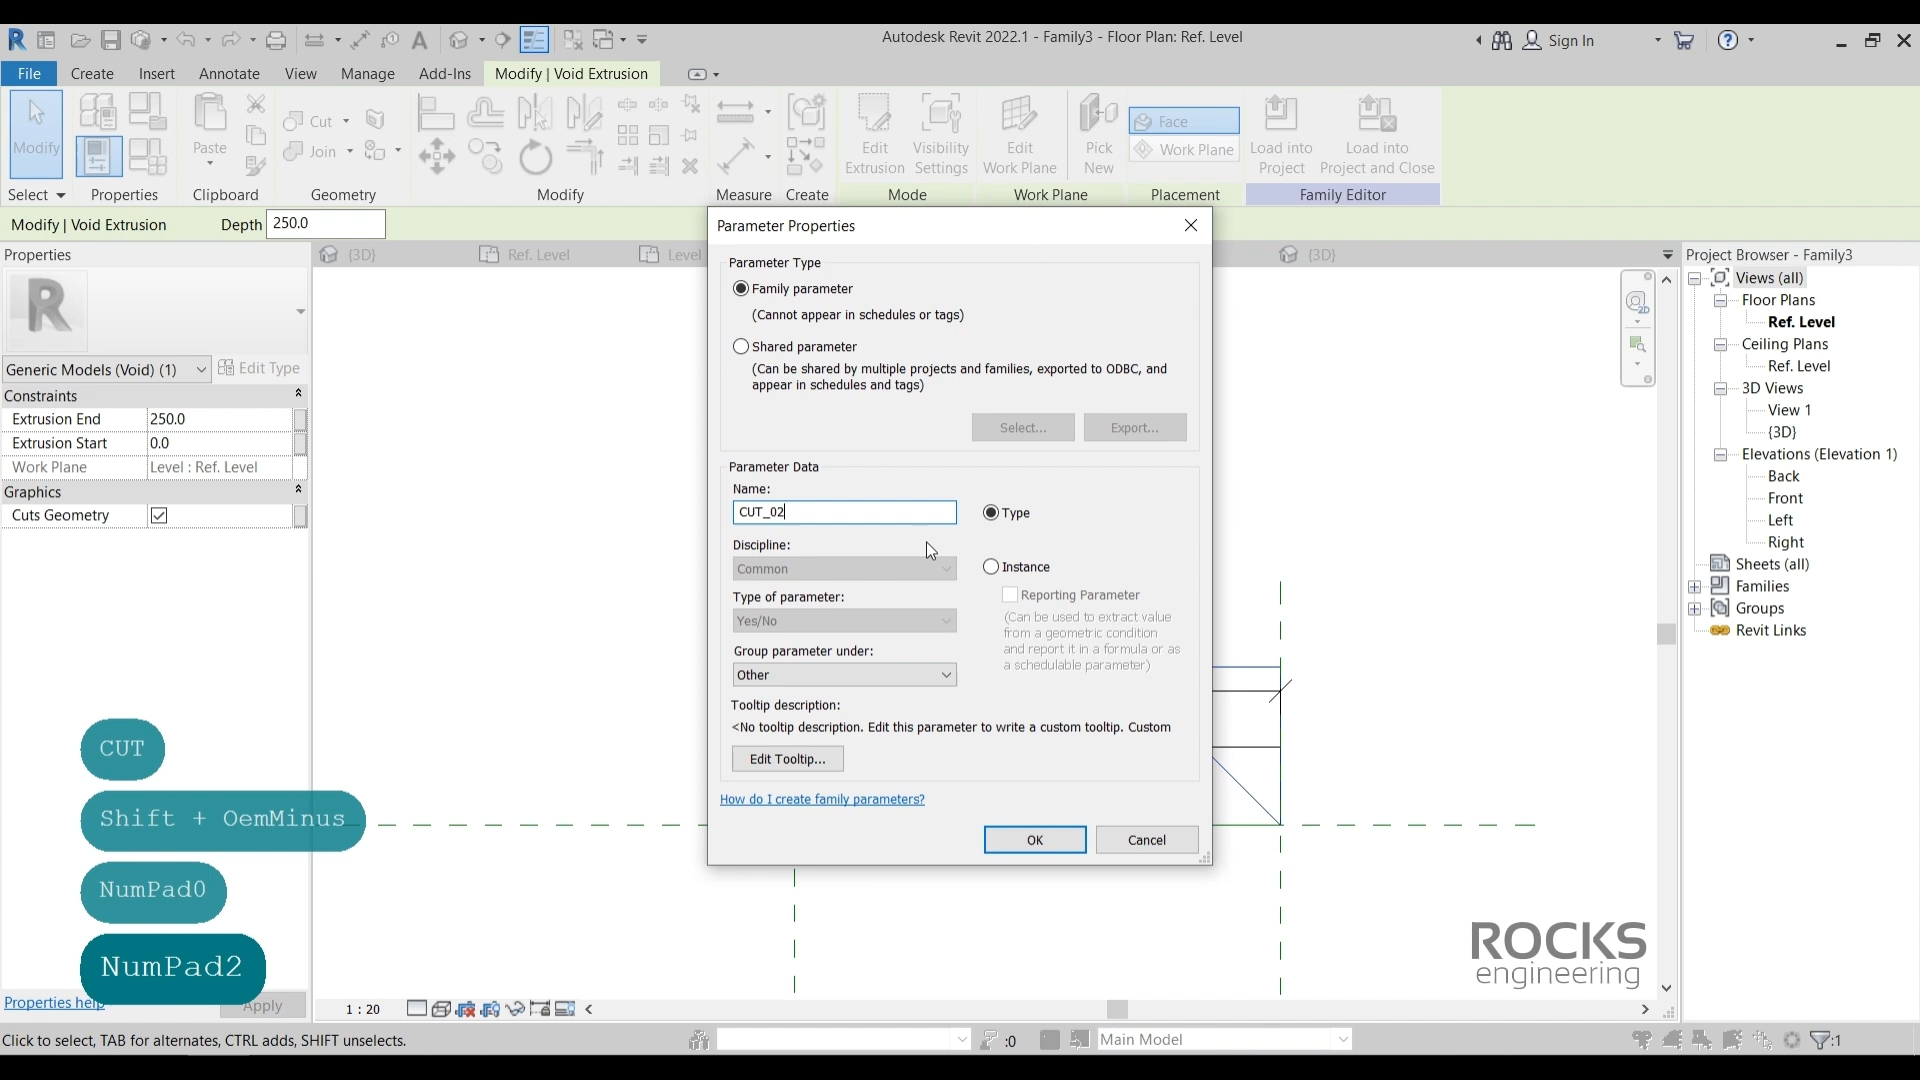 Autodesk Revit 2022.1 - Family3 - Floor Plan: Ref. Level
Sign In
File
Create
Insert
Annotate
View
Manage
Add-Ins
Modify | Void Extrusion
Modify
Paste
Cut
Join
Edit Extrusion
Visibility Settings
Edit Work Plane
Pick New
Face
Work Plane
Load into Project
Load into Project and Close
Select
Properties
Clipboard
Geometry
Modify
Measure
Create
Mode
Work Plane
Placement
Family Editor
Modify | Void Extrusion
Depth
250.0
Properties
{3D}
Ref. Level
Level
{3D}
Generic Models (Void) (1)
Edit Type
Constraints
Extrusion End
250.0
Extrusion Start
0.0
Work Plane
Level : Ref. Level
Graphics
Cuts Geometry
Properties help
Apply
CUT
Shift + OemMinus
NumPad0
NumPad2
Parameter Properties
Parameter Type
Family parameter
(Cannot appear in schedules or tags)
Shared parameter
(Can be shared by multiple projects and families, exported to ODBC, and
appear in schedules and tags)
Select...
Export...
Parameter Data
Name:
CUT_02
Type
Discipline:
Common
Instance
Reporting Parameter
(Can be used to extract value
from a geometric condition
and report it in a formula or as
a schedulable parameter)
Type of parameter:
Yes/No
Group parameter under:
Other
Tooltip description:
<No tooltip description. Edit this parameter to write a custom tooltip. Custom
Edit Tooltip...
How do I create family parameters?
OK
Cancel
Project Browser - Family3
Views (all)
Floor Plans
Ref. Level
Ceiling Plans
Ref. Level
3D Views
View 1
{3D}
Elevations (Elevation 1)
Back
Front
Left
Right
Sheets (all)
Families
Groups
Revit Links
ROCKS
engineering
1 : 20
Click to select, TAB for alternates, CTRL adds, SHIFT unselects.
:0
Main Model
:1